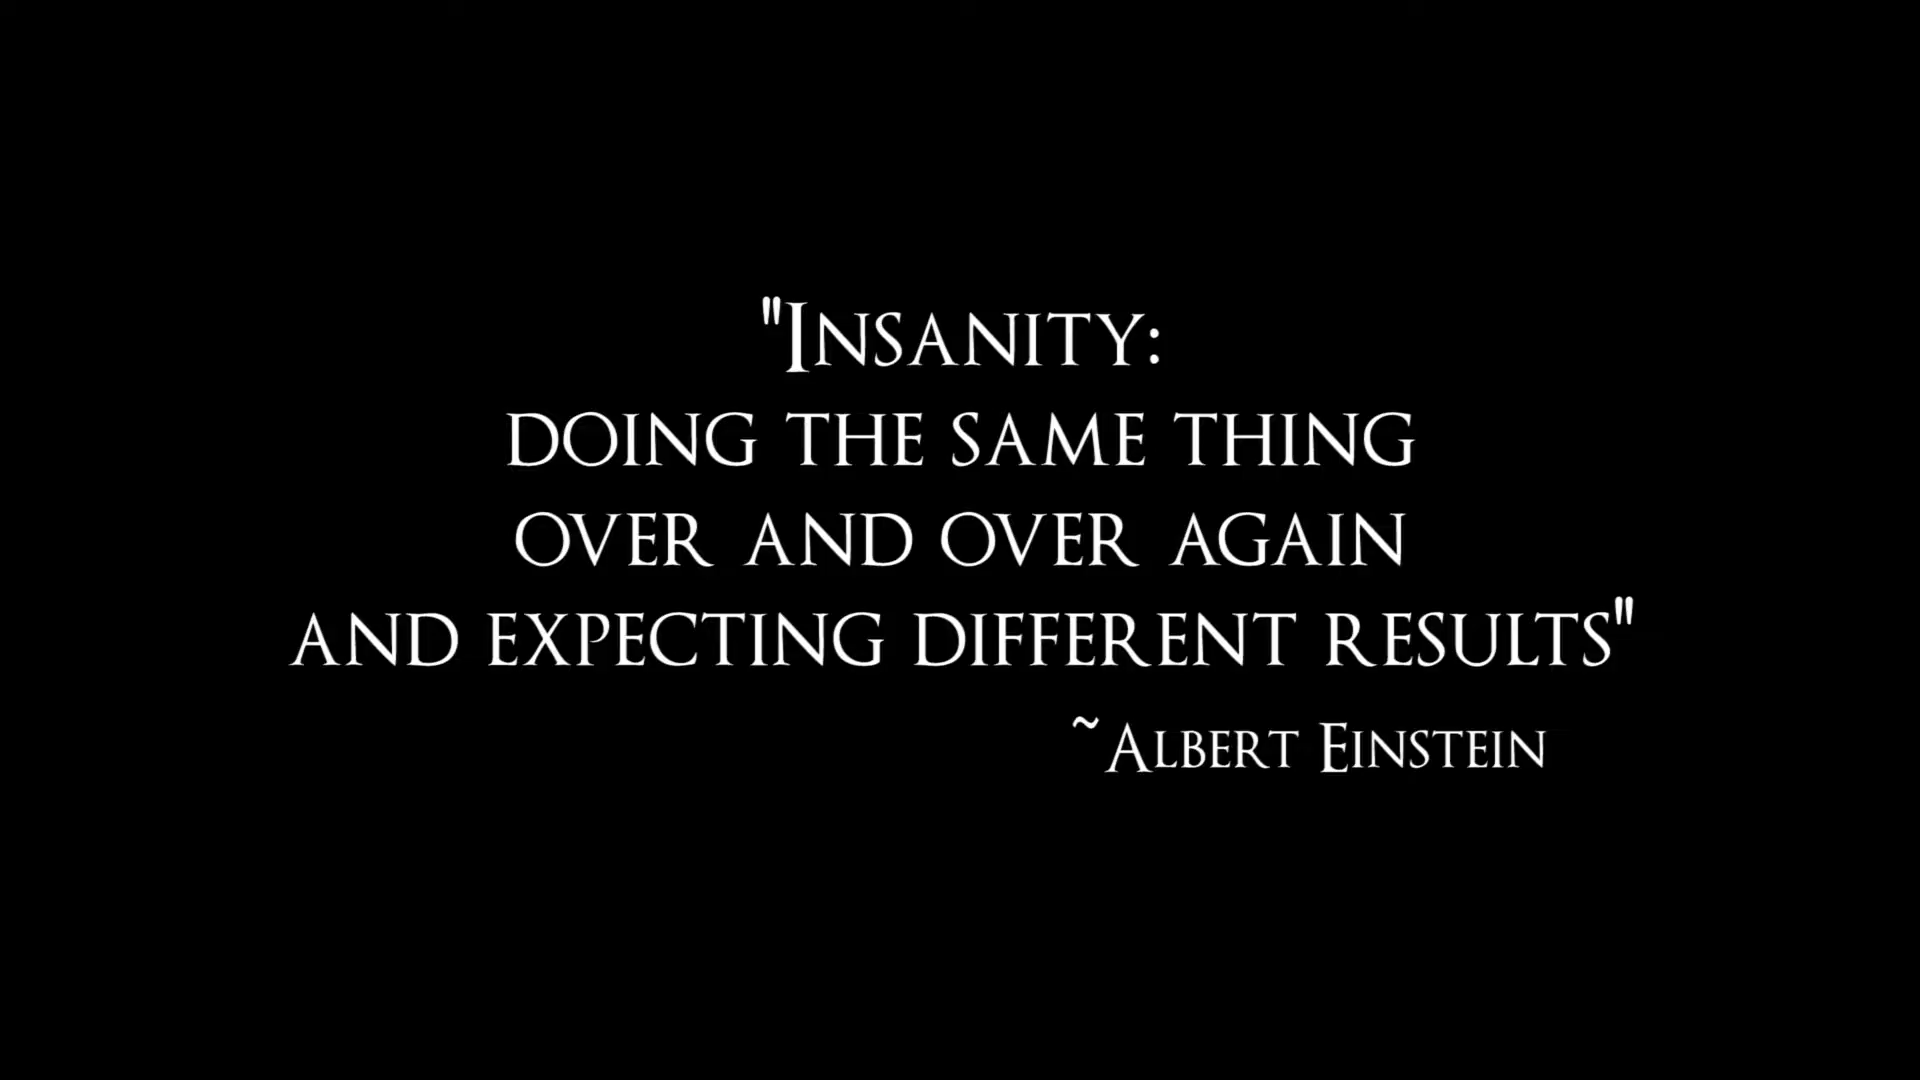 "Insanity:
doing the same thing
over and over again
and expecting different results"
~Albert Einstein